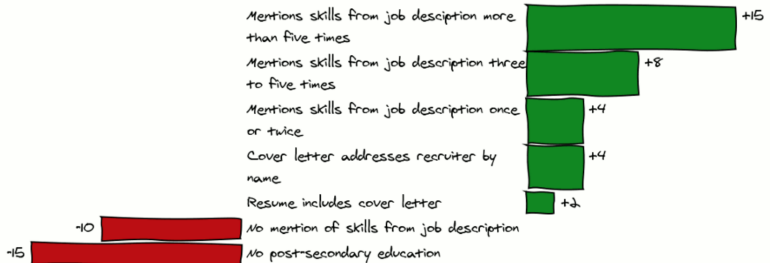 Mentions skills from job desciption more +15
than five times
Mentions skills from job description three +8
to five times
Mentions skills from job description once +4
or twice
Cover letter addresses recruiter by +4
name
Resume includes cover letter +2
-10 No mention of skills from job description
-15 No post-secondary education